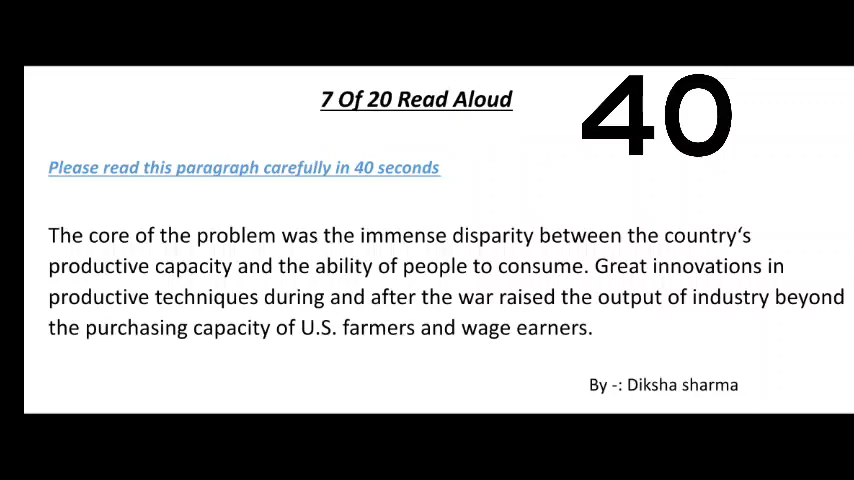 7 Of 20 Read Aloud
40
Please read this paragraph carefully in 40 seconds
The core of the problem was the immense disparity between the country‘s
productive capacity and the ability of people to consume. Great innovations in
productive techniques during and after the war raised the output of industry beyond
the purchasing capacity of U.S. farmers and wage earners.
By -: Diksha sharma